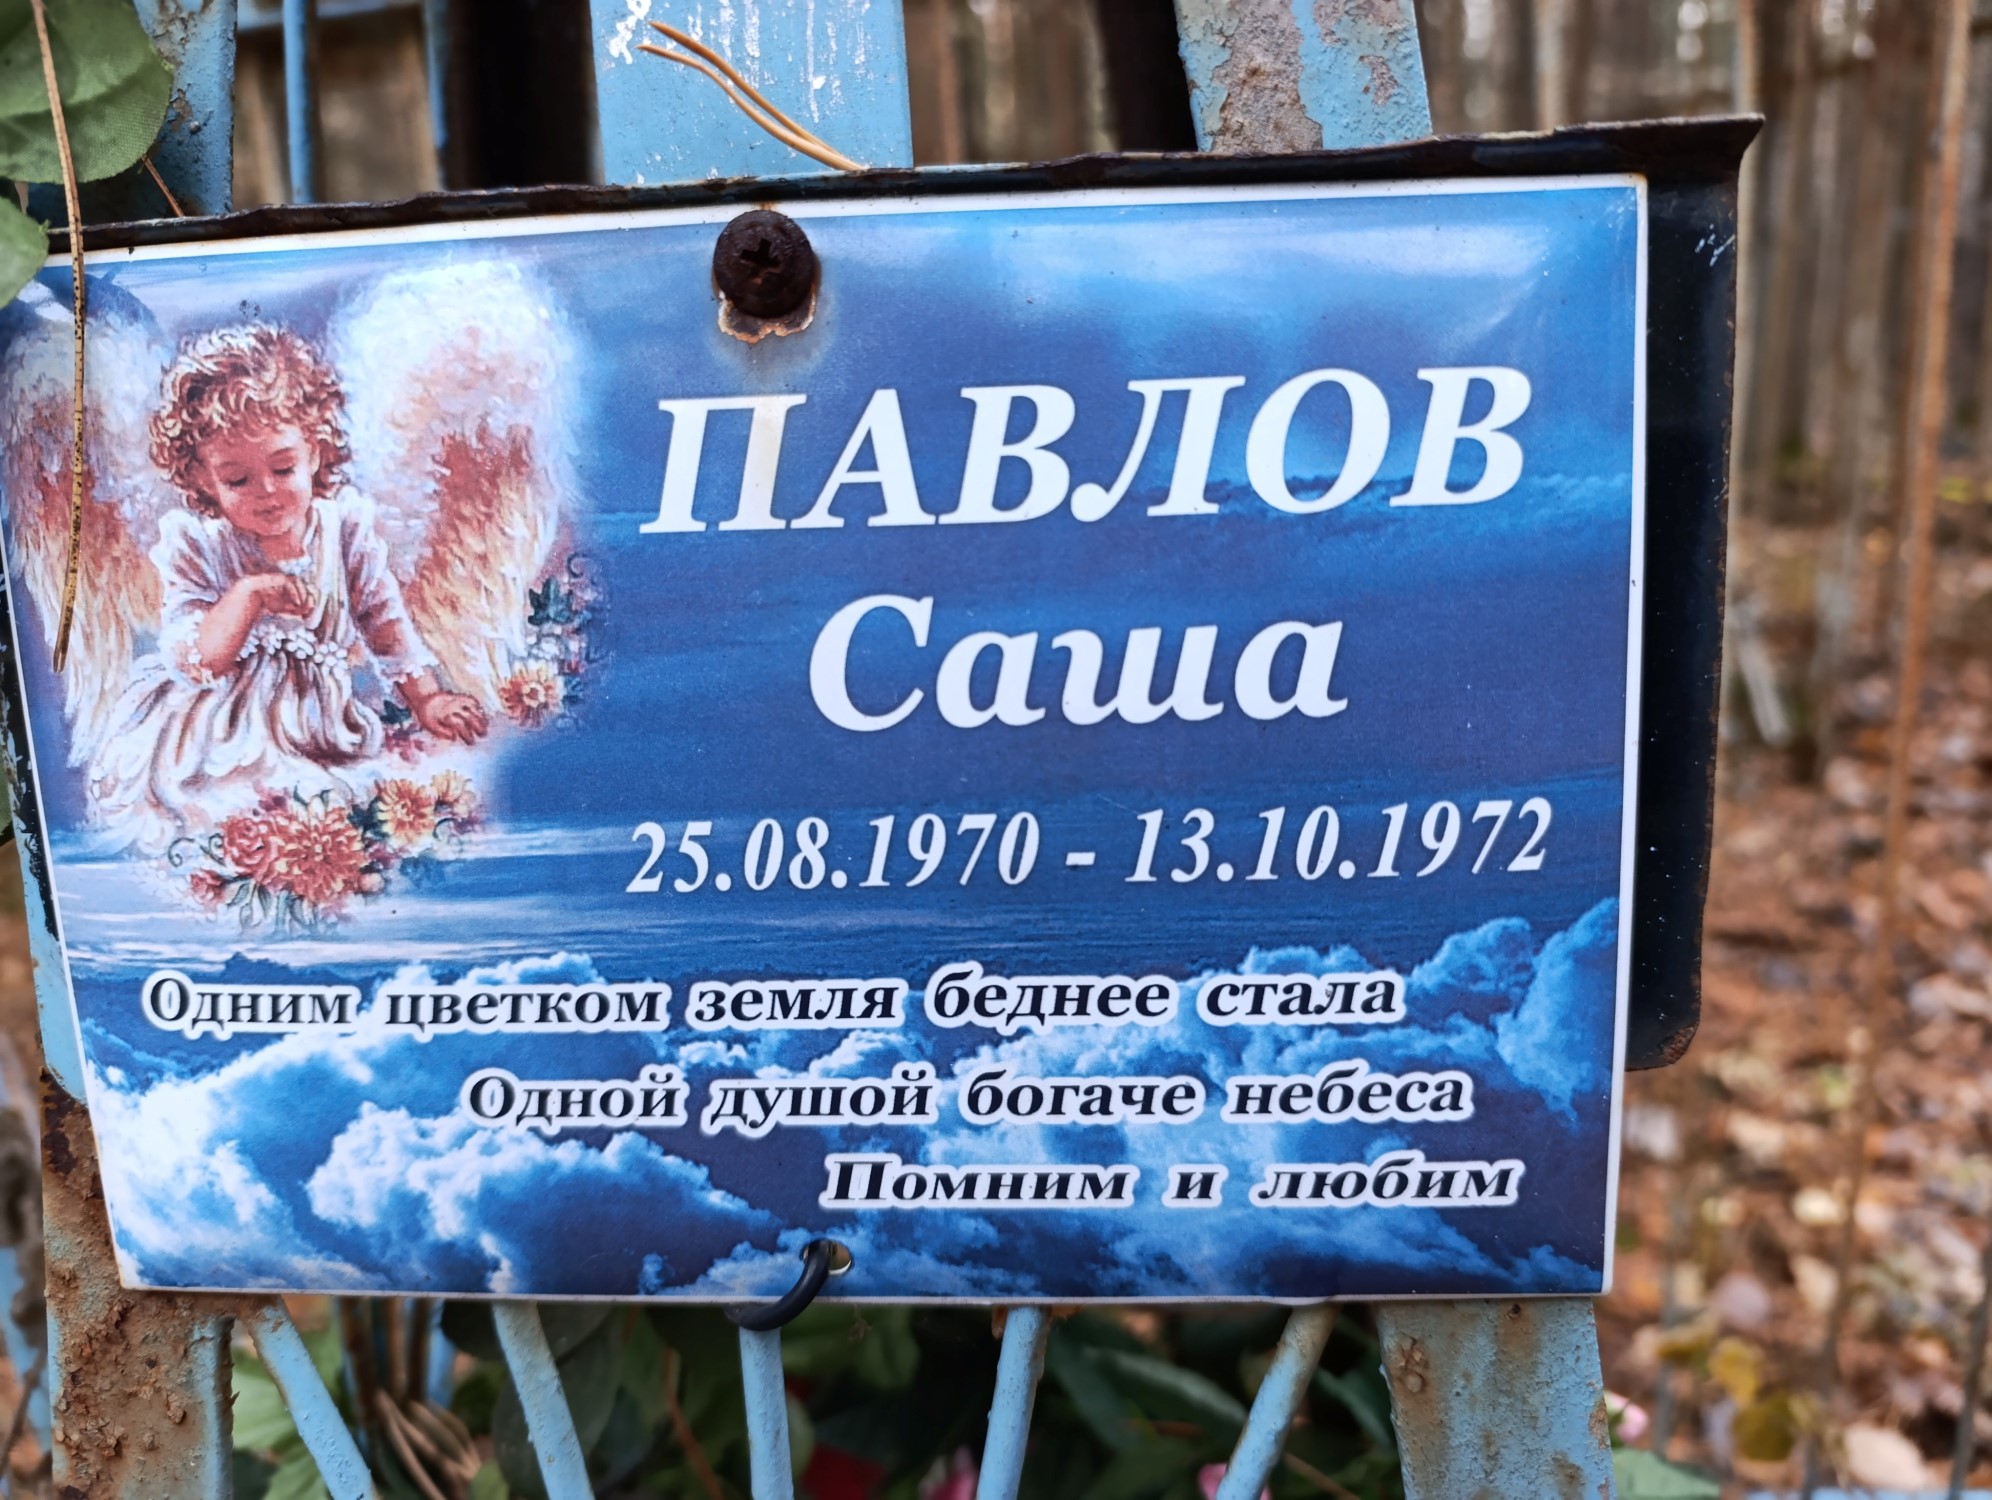 ПАВЛОВ
Саша
25.08.1970 - 13.10.1972
Одним цветком земля беднее стала
Одной душой богаче небеса
Помним и любим